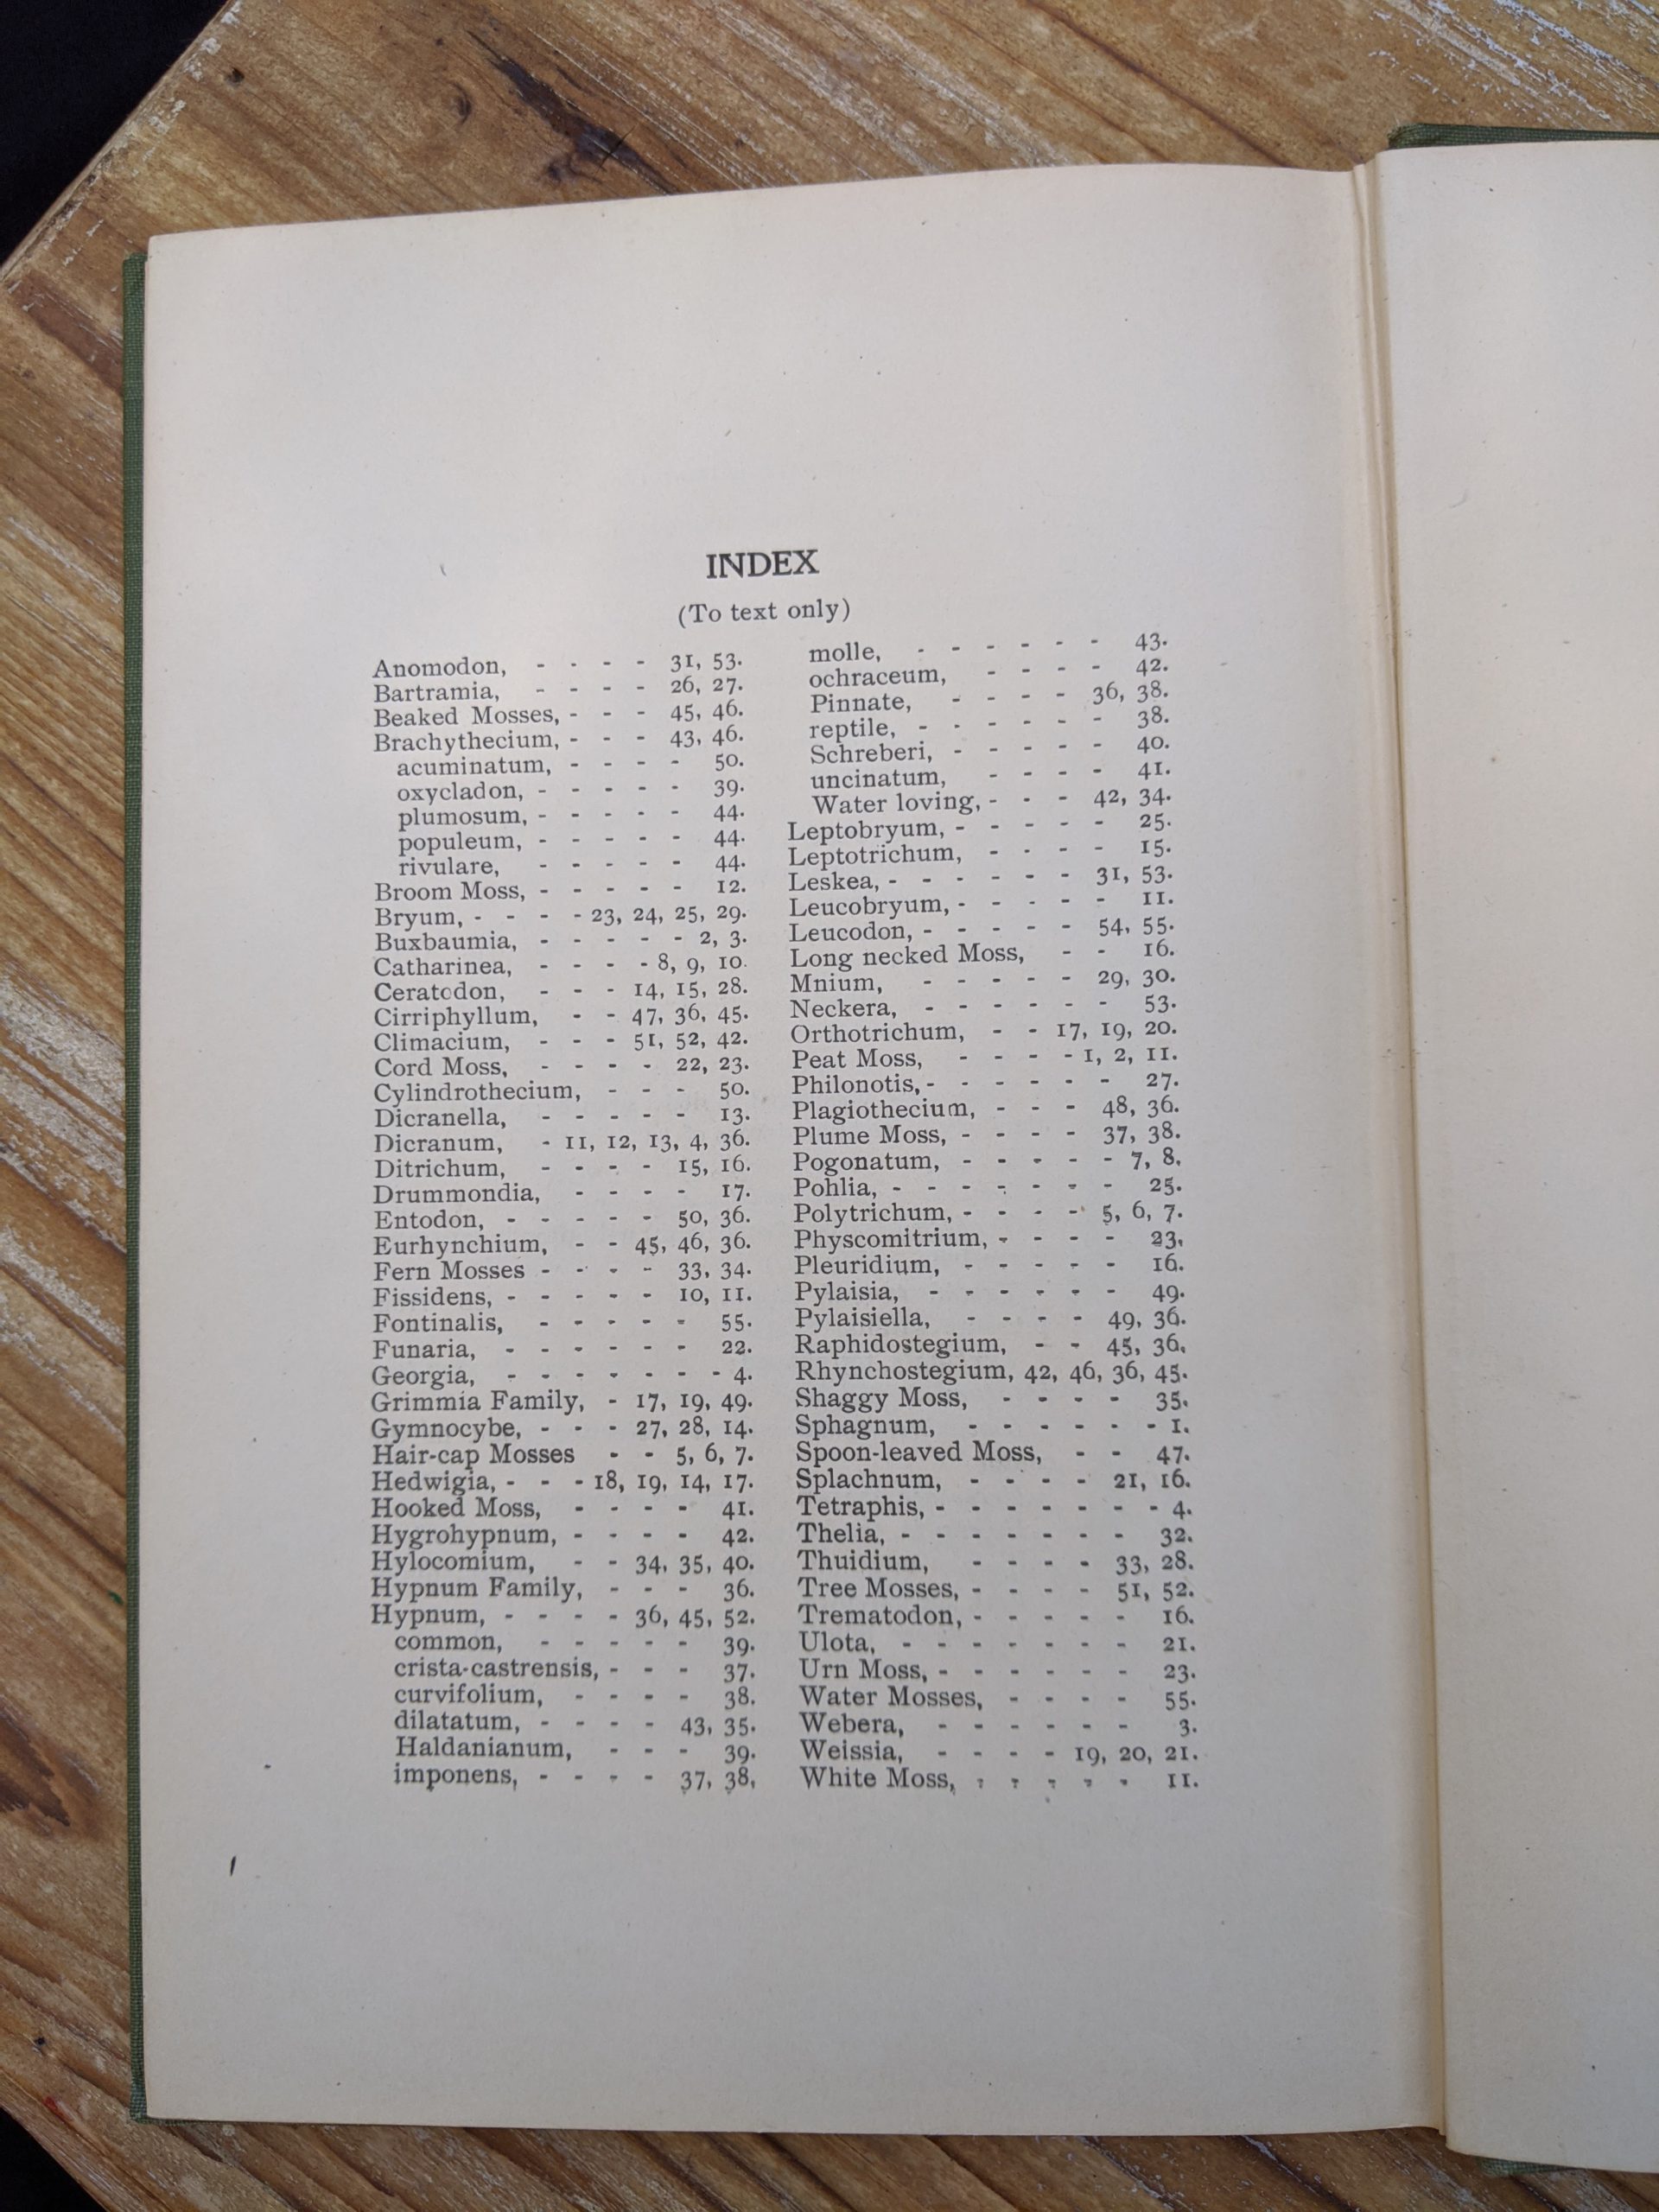 INDEX
(To text only)
Anomodon, - - - - 31, 53.
Bartramia, - - - - 26, 27.
Beaked Mosses, - - - 45, 46.
Brachythecium, - - - 43, 46.
acuminatum, - - - - 50.
oxycladon, - - - - - 39.
plumosum, - - - - - 44.
populeum, - - - - - 44.
rivulare, - - - - - 44.
Broom Moss, - - - - - 12.
Bryum, - - - - 23, 24, 25, 29.
Buxbaumia, - - - - - 2, 3.
Catharinea, - - - - 8, 9, 10.
Ceratodon, - - - 14, 15, 28.
Cirriphyllum, - - 47, 36, 45.
Climacium, - - - 51, 52, 42.
Cord Moss, - - - - 22, 23.
Cylindrothecium, - - - 50.
Dicranella, - - - - - 13.
Dicranum, - 11, 12, 13, 4, 36.
Ditrichum, - - - - 15, 16.
Drummondia, - - - - 17.
Entodon, - - - - - 50, 36.
Eurhynchium, - - 45, 46, 36.
Fern Mosses - - - - 33, 34.
Fissidens, - - - - - 10, 11.
Fontinalis, - - - - - 55.
Funaria, - - - - - - 22.
Georgia, - - - - - - - 4.
Grimmia Family, - 17, 19, 49.
Gymnocybe, - - - 27, 28, 14.
Hair-cap Mosses - - 5, 6, 7.
Hedwigia, - - - 18, 19, 14, 17.
Hooked Moss, - - - - 41.
Hygrohypnum, - - - - 42.
Hylocomium, - - 34, 35, 40.
Hypnum Family, - - - 36.
Hypnum, - - - - 36, 45, 52.
common, - - - - - 39.
crista-castrensis, - - - 37.
curvifolium, - - - - 38.
dilatatum, - - - - 43, 35.
Haldanianum, - - - 39.
imponens, - - - - 37, 38,
molle, - - - - - - 43.
ochraceum, - - - - 42.
Pinnate, - - - - 36, 38.
reptile, - - - - - - 38.
Schreberi, - - - - - 40.
uncinatum, - - - - 41.
Water loving, - - - 42, 34.
Leptobryum, - - - - - 25.
Leptotrichum, - - - - 15.
Leskea, - - - - - - 31, 53.
Leucobryum, - - - - - 11.
Leucodon, - - - - - 54, 55.
Long necked Moss, - - 16.
Mnium, - - - - - 29, 30.
Neckera, - - - - - - 53.
Orthotrichum, - - 17, 19, 20.
Peat Moss, - - - - 1, 2, 11.
Philonotis, - - - - - - 27.
Plagiothecium, - - - 48, 36.
Plume Moss, - - - - 37, 38.
Pogonatum, - - - - - 7, 8.
Pohlia, - - - - - - - 25.
Polytrichum, - - - - 5, 6, 7.
Physcomitrium, - - - - 23.
Pleuridium, - - - - - 16.
Pylaisia, - - - - - - 49.
Pylaisiella, - - - - 49, 36.
Raphidostegium, - - 45, 36.
Rhynchostegium, 42, 46, 36, 45.
Shaggy Moss, - - - - 35.
Sphagnum, - - - - - - 1.
Spoon-leaved Moss, - - 47.
Splachnum, - - - - 21, 16.
Tetraphis, - - - - - - - 4.
Thelia, - - - - - - - 32.
Thuidium, - - - - 33, 28.
Tree Mosses, - - - - 51, 52.
Trematodon, - - - - - 16.
Ulota, - - - - - - - 21.
Urn Moss, - - - - - - 23.
Water Mosses, - - - - 55.
Webera, - - - - - - 3.
Weissia, - - - - 19, 20, 21.
White Moss, - - - - - 11.